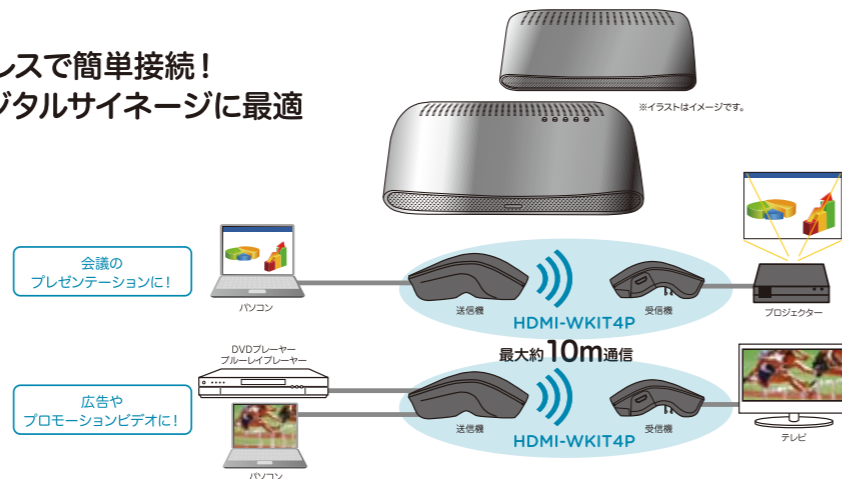 レスで簡単接続！
ジタルサイネージに最適
※イラストはイメージです。
会議の
プレゼンテーションに！
パソコン
送信機
受信機
HDMI-WKIT4P
プロジェクター
最大約10m通信
DVDプレーヤー
ブルーレイプレーヤー
広告や
プロモーションビデオに！
送信機
受信機
HDMI-WKIT4P
テレビ
パソコン